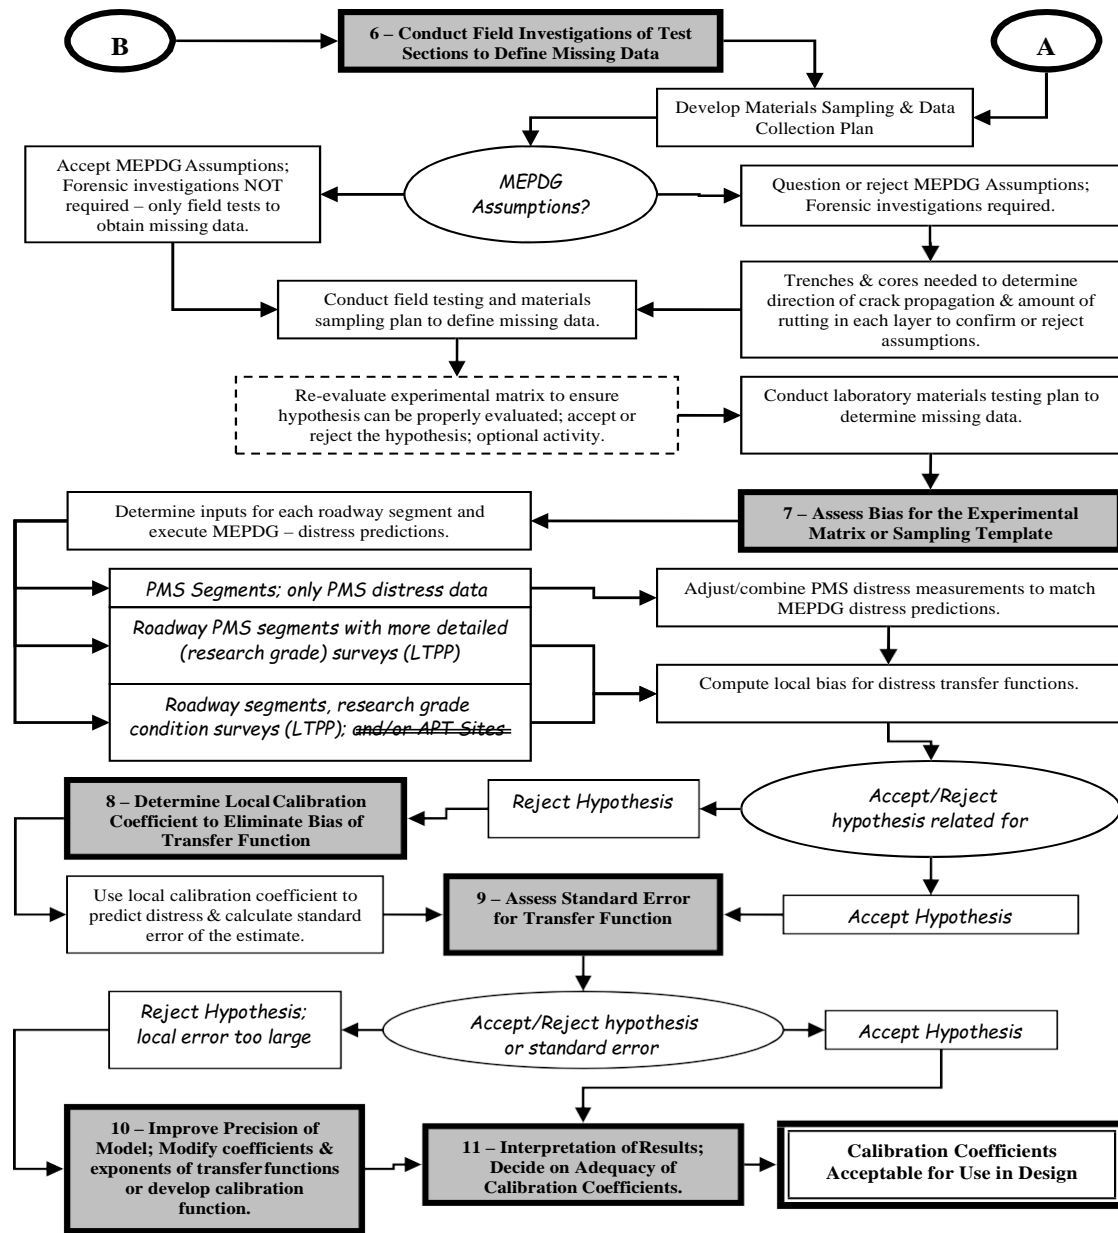 B
6 – Conduct Field Investigations of Test
Sections to Define Missing Data
A
Develop Materials Sampling & Data
Collection Plan
Accept MEPDG Assumptions;
Forensic investigations NOT
required – only field tests to
obtain missing data.
MEPDG
Assumptions?
Question or reject MEPDG Assumptions;
Forensic investigations required.
Conduct field testing and materials
sampling plan to define missing data.
Trenches & cores needed to determine
direction of crack propagation & amount of
rutting in each layer to confirm or reject
assumptions.
Re-evaluate experimental matrix to ensure
hypothesis can be properly evaluated; accept or
reject the hypothesis; optional activity.
Conduct laboratory materials testing plan to
determine missing data.
Determine inputs for each roadway segment and
execute MEPDG – distress predictions.
7 – Assess Bias for the Experimental
Matrix or Sampling Template
PMS Segments; only PMS distress data
Adjust/combine PMS distress measurements to match
MEPDG distress predictions.
Roadway PMS segments with more detailed
(research grade) surveys (LTPP)
Roadway segments, research grade
condition surveys (LTPP); and/or APT Sites
Compute local bias for distress transfer functions.
8 – Determine Local Calibration
Coefficient to Eliminate Bias of
Transfer Function
Reject Hypothesis
Accept/Reject
hypothesis related for
Use local calibration coefficient to
predict distress & calculate standard
error of the estimate.
9 – Assess Standard Error
for Transfer Function
Accept Hypothesis
Reject Hypothesis;
local error too large
Accept/Reject hypothesis
or standard error
Accept Hypothesis
10 – Improve Precision of
Model; Modify coefficients &
exponents of transfer functions
or develop calibration
function.
11 – Interpretation of Results;
Decide on Adequacy of
Calibration Coefficients.
Calibration Coefficients
Acceptable for Use in Design